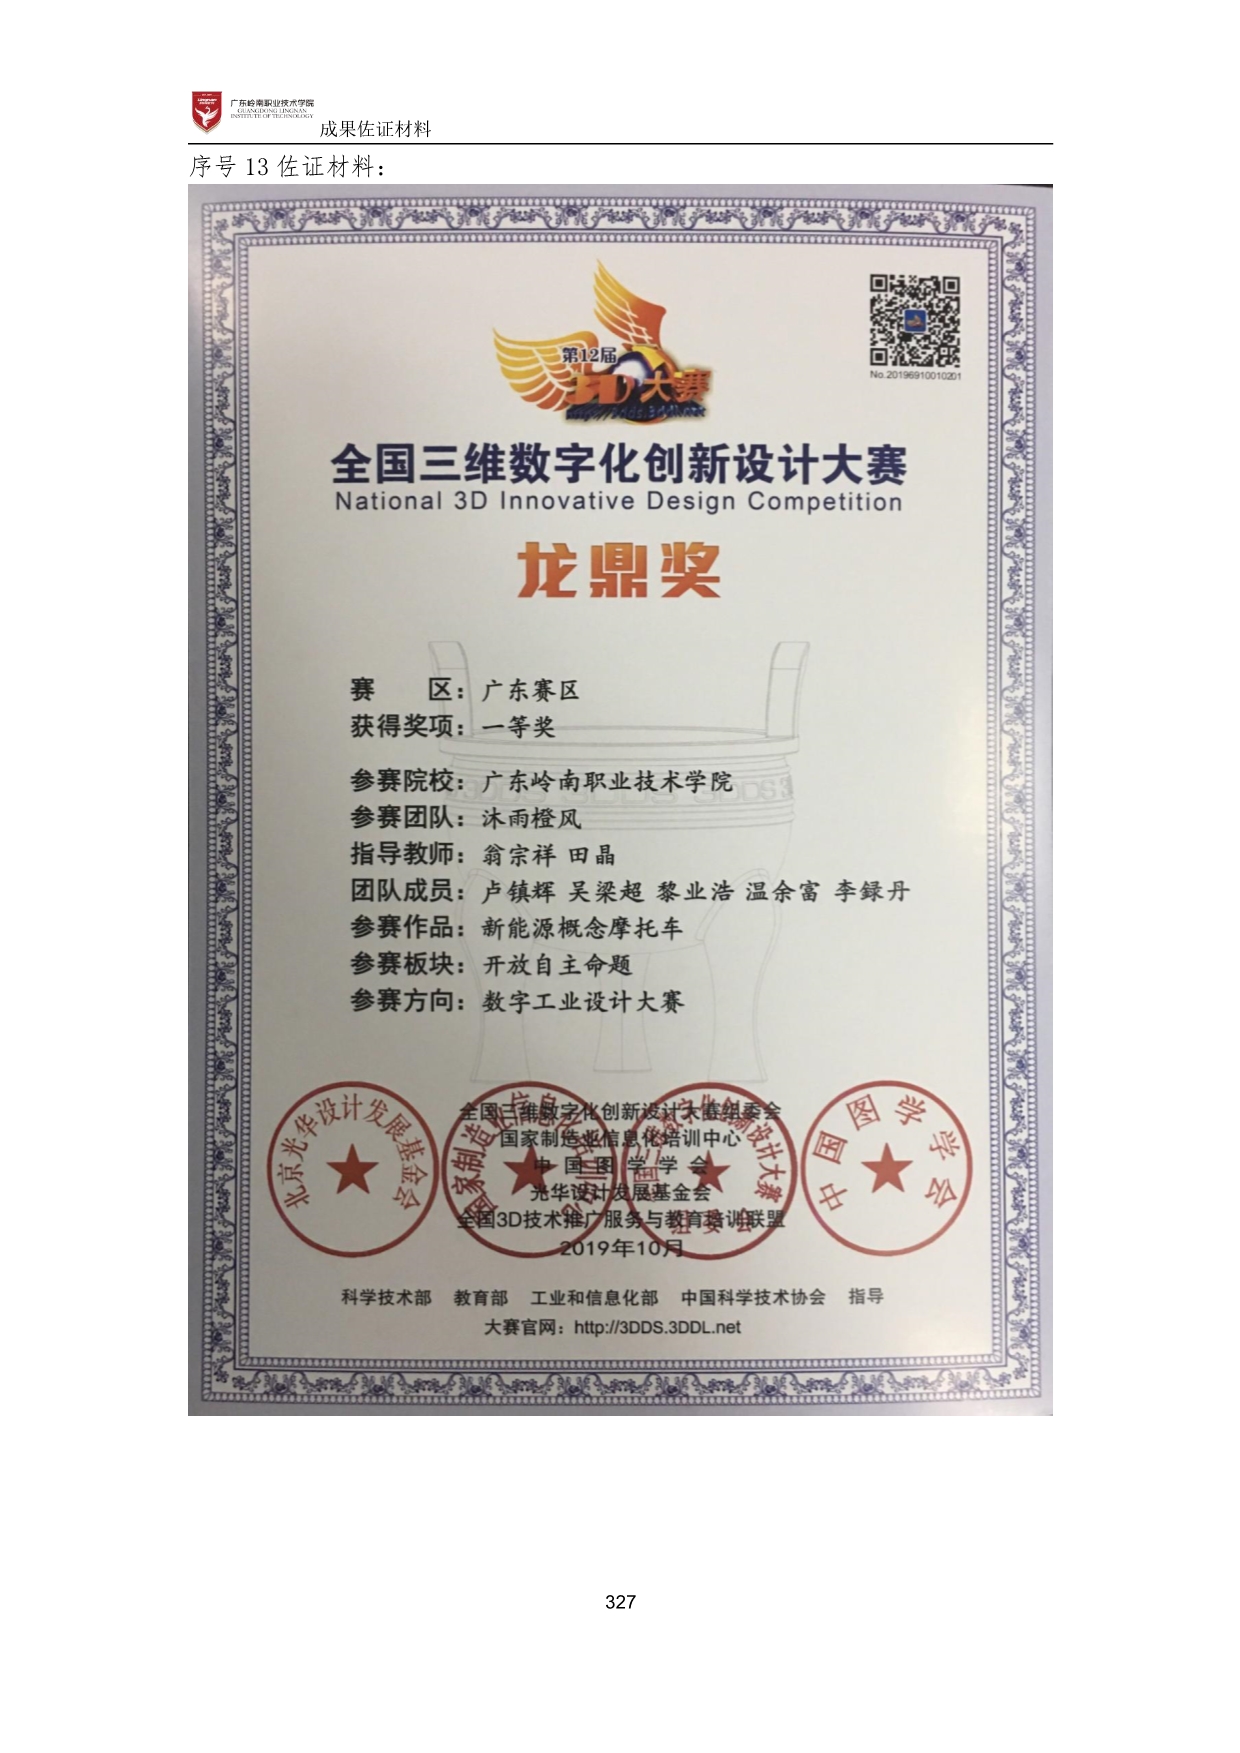 广东岭南职业技术学院
GUANGDONG LINGNAN
INSTITUTE OF TECHNOLOGY
成果佐证材料
序号 13 佐证材料：
第12届
3D大赛
No.20196910010201
全国三维数字化创新设计大赛
National 3D Innovative Design Competition
龙鼎奖
赛 区：广东赛区
获得奖项：一等奖
参赛院校：广东岭南职业技术学院
参赛团队：沐雨橙风
指导教师：翁宗祥 田晶
团队成员：卢镇辉 吴梁超 黎业浩 温余富 李録丹
参赛作品：新能源概念摩托车
参赛板块：开放自主命题
参赛方向：数字工业设计大赛
北京光华设计发展基金会
中国图学学会
全国三维数字化创新设计大赛组委会
国家制造业信息化培训中心
中国图学学会
光华设计发展基金会
全国3D技术推广服务与教育培训联盟
2019年10月
科学技术部 教育部 工业和信息化部 中国科学技术协会 指导
大赛官网：http://3DDS.3DDL.net
327